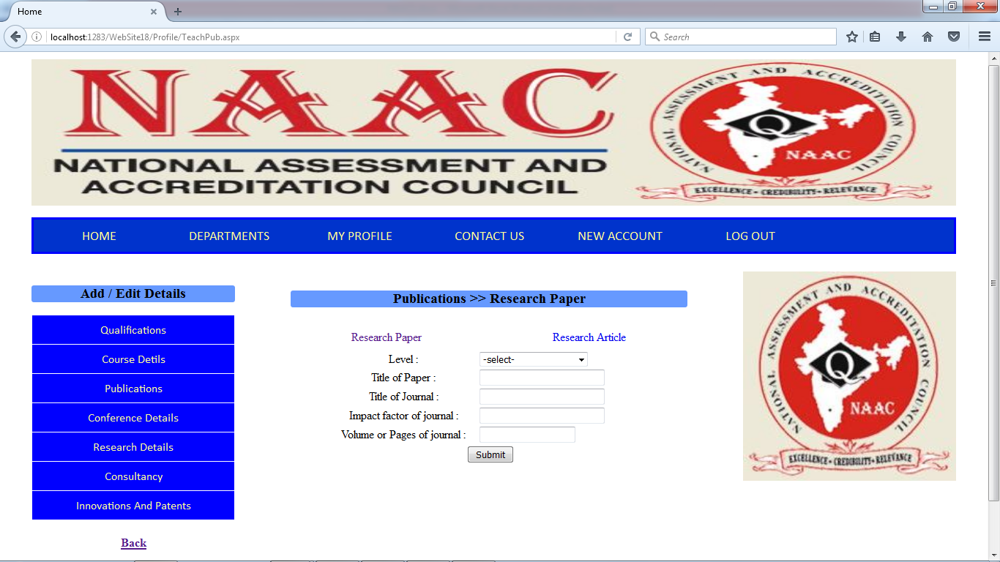 Home
localhost:1283/WebSite18/Profile/TeachPub.aspx
Search
NAAC
NATIONAL ASSESSMENT AND
ACCREDITATION COUNCIL
NATIONAL ASSESSMENT AND ACCREDITATION COUNCIL
Q
NAAC
EXCELLENCE • CREDIBILITY • RELEVANCE
HOME DEPARTMENTS MY PROFILE CONTACT US NEW ACCOUNT LOG OUT
Add / Edit Details
Qualifications
Course Detils
Publications
Conference Details
Research Details
Consultancy
Innovations And Patents
Back
Publications >> Research Paper
Research Paper Research Article
Level : -select-
Title of Paper :
Title of Journal :
Impact factor of journal :
Volume or Pages of journal :
Submit
NATIONAL ASSESSMENT AND ACCREDITATION COUNCIL
Q
NAAC
EXCELLENCE • CREDIBILITY • RELEVANCE